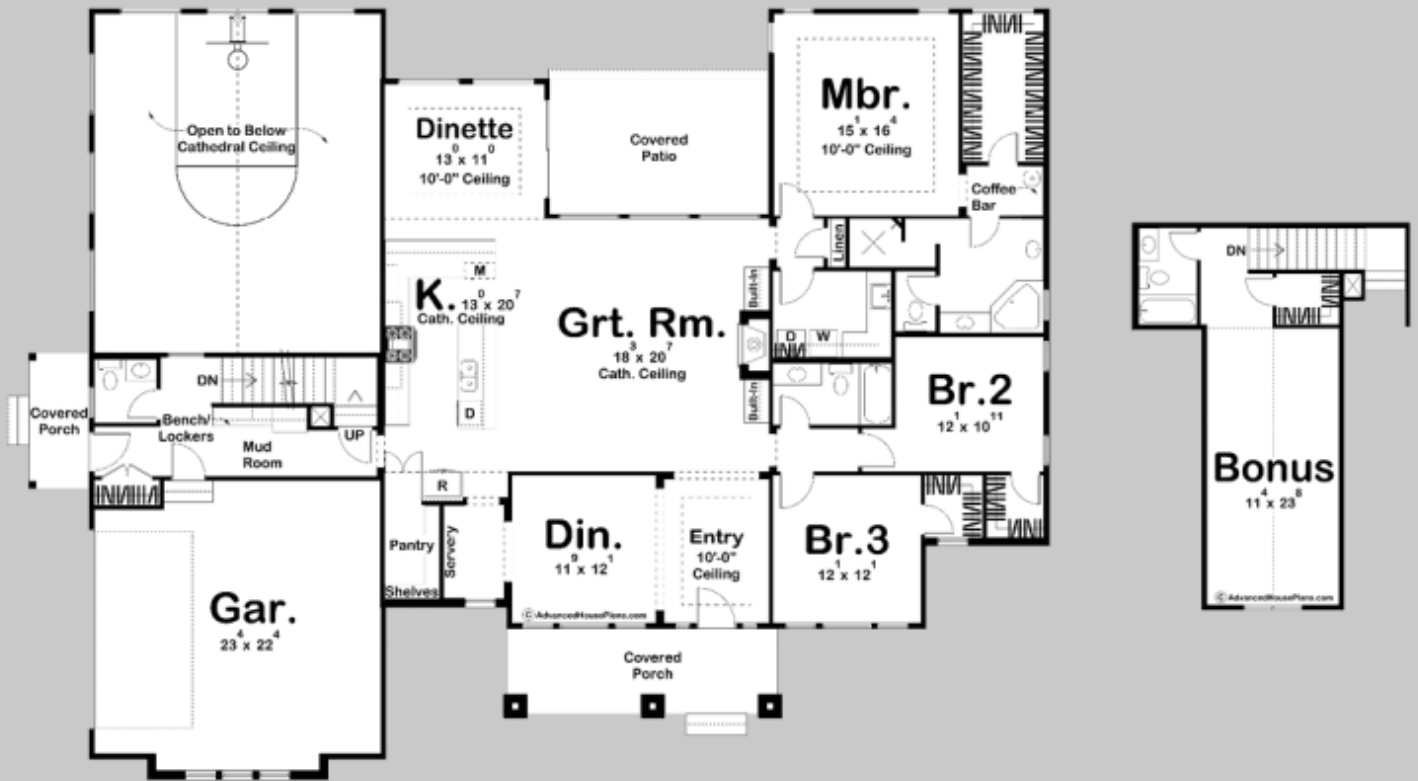 Open to Below
Cathedral Ceiling
Dinette
13⁰ x 11⁰
10'-0" Ceiling
Covered
Patio
Mbr.
15¹ x 16⁴
10'-0" Ceiling
Coffee
Bar
Linen
K. 13⁰ x 20⁷
Cath. Ceiling
M
D
Grt. Rm.
18³ x 20⁷
Cath. Ceiling
Built-In
Built-In
D
W
Br.2
12¹ x 10¹¹
Covered
Porch
DN
Bench/
Lockers
Mud
Room
UP
R
Pantry
Shelves
Servery
Din.
11⁹ x 12¹
©AdvancedHousePlans.com
Entry
10'-0"
Ceiling
Br.3
12¹ x 12¹
Gar.
23⁴ x 22⁴
Covered
Porch
DN
Bonus
11⁴ x 23⁸
©AdvancedHousePlans.com